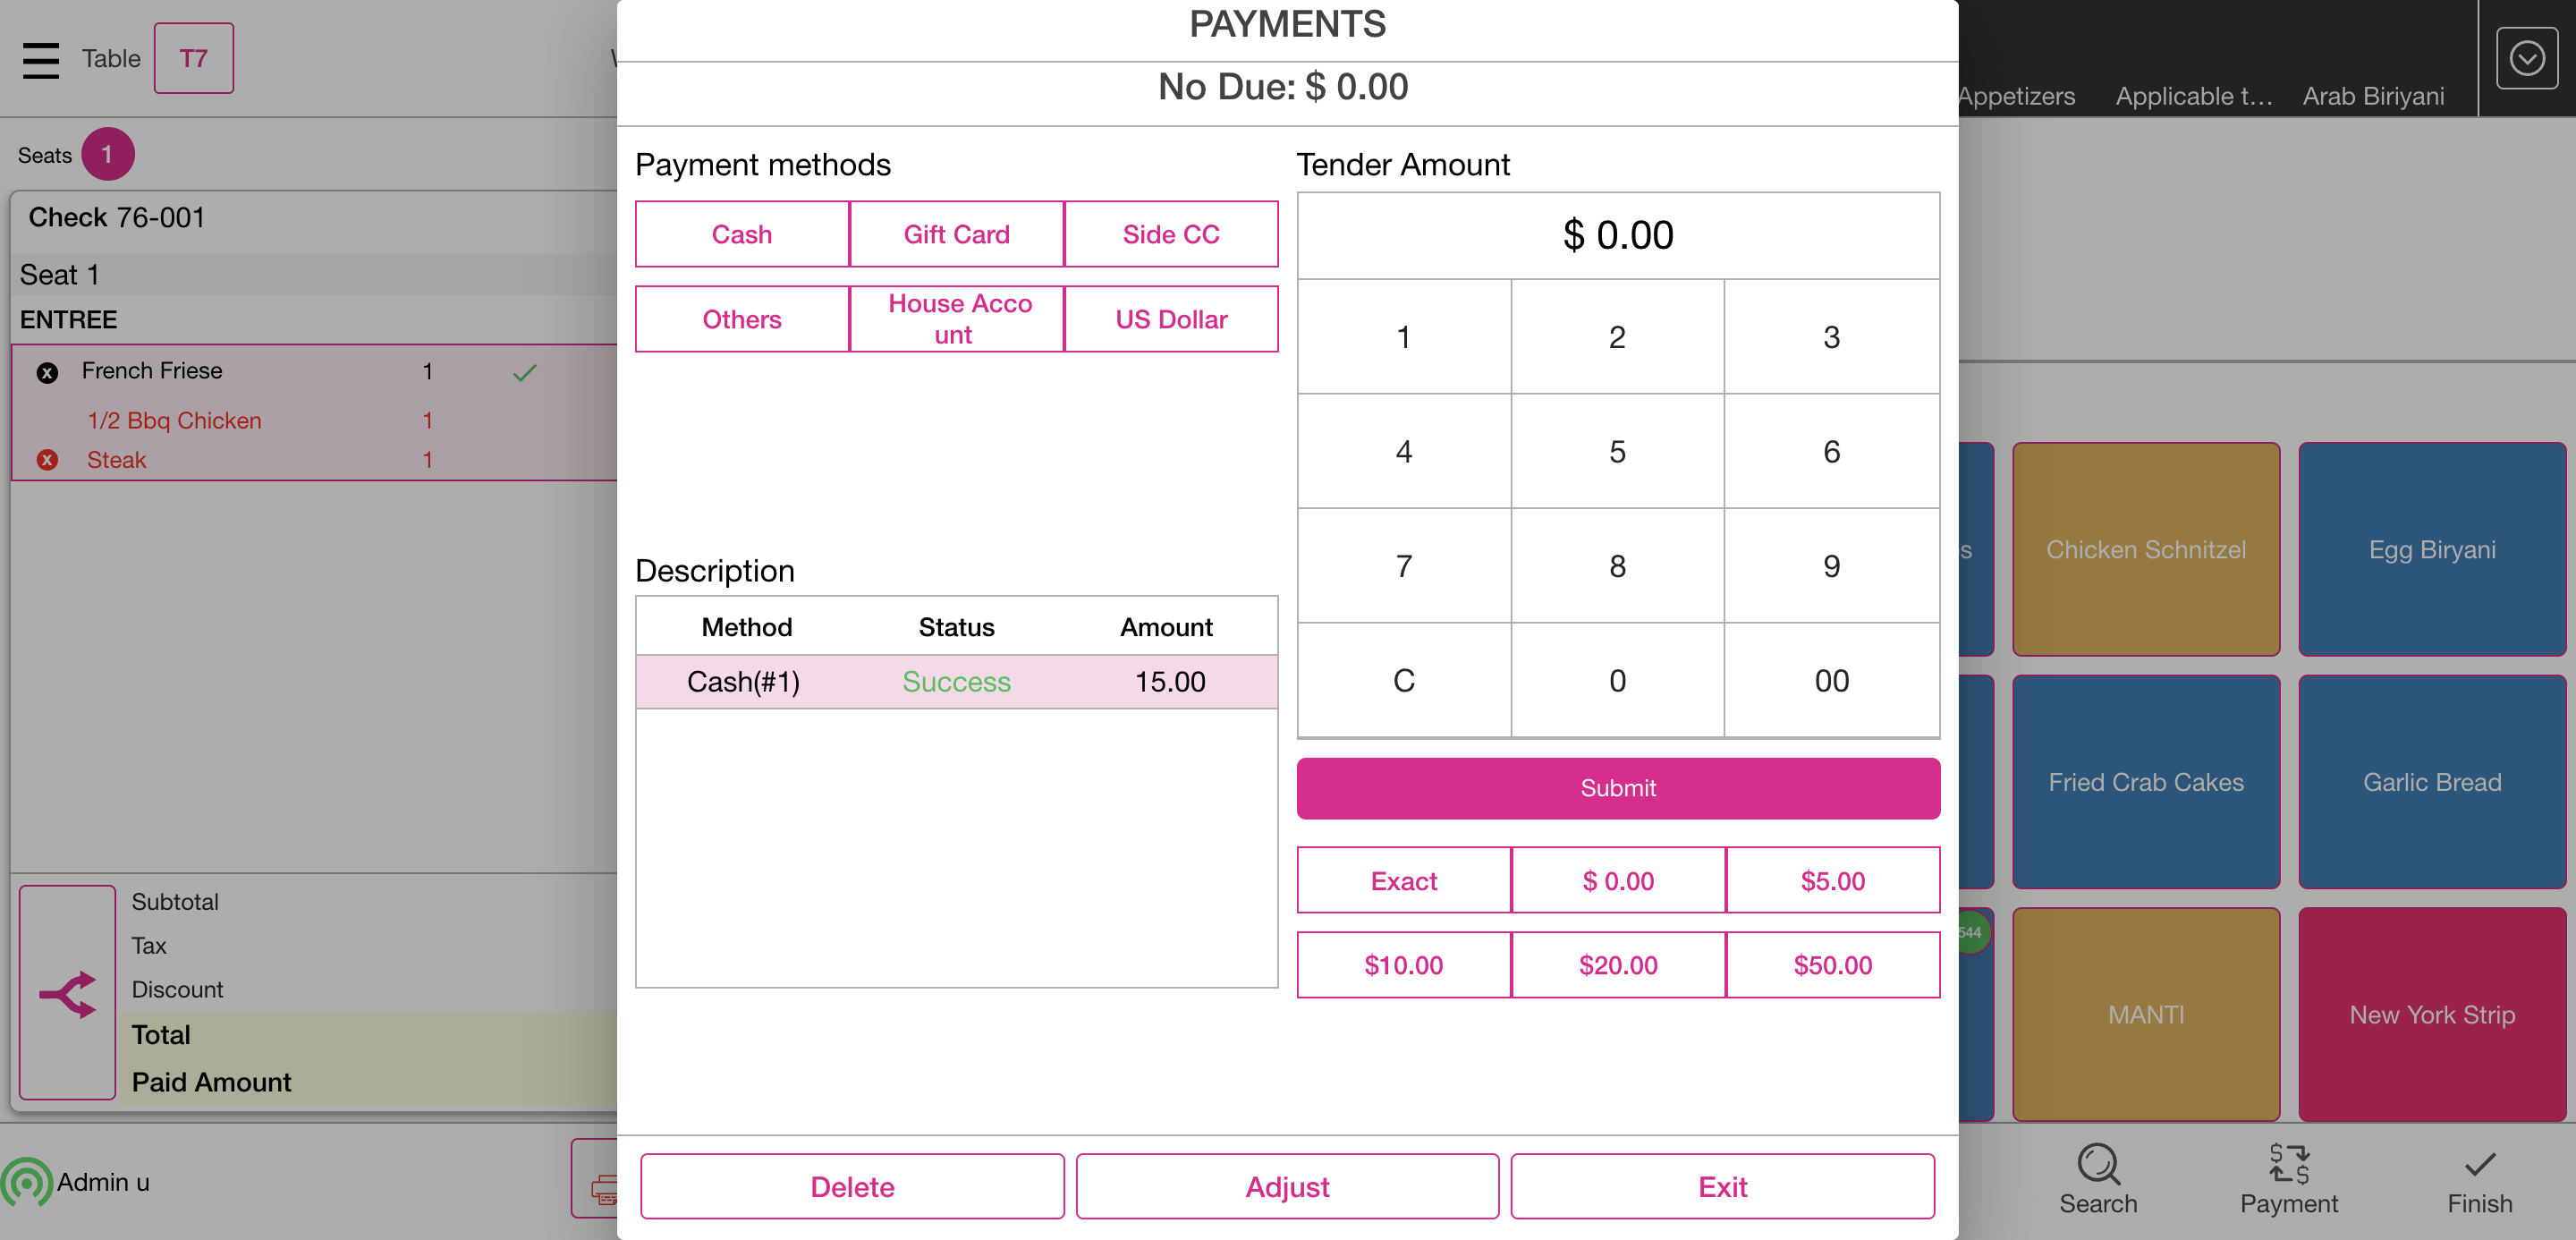 Table
T7
Appetizers
Applicable t...
Arab Biriyani
Seats
1
Check 76-001
Seat 1
ENTREE
French Friese 1
1/2 Bbq Chicken 1
Steak 1
Subtotal
Tax
Discount
Total
Paid Amount
Admin u
PAYMENTS
No Due: $ 0.00
Payment methods
Cash
Gift Card
Side CC
Others
House Acco
unt
US Dollar
Description
Method Status Amount
Cash(#1) Success 15.00
Tender Amount
$ 0.00
1 2 3
4 5 6
7 8 9
C 0 00
Submit
Exact
$ 0.00
$5.00
$10.00
$20.00
$50.00
Delete
Adjust
Exit
s
Chicken Schnitzel
Egg Biryani
Fried Crab Cakes
Garlic Bread
544
MANTI
New York Strip
Search
Payment
Finish